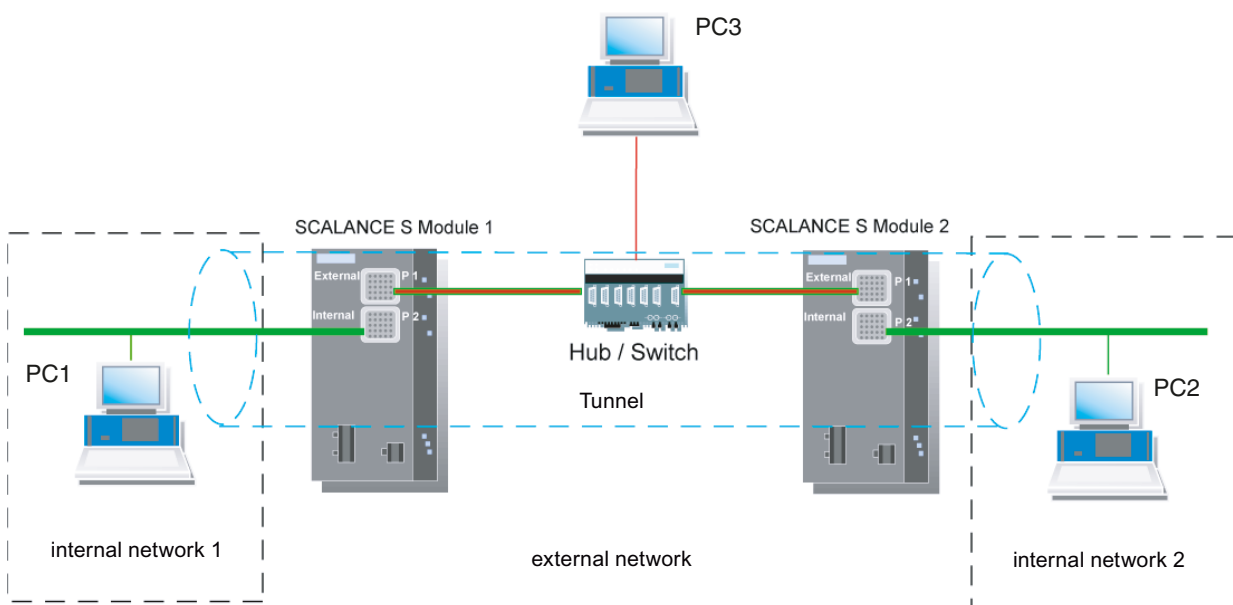 PC3
SCALANCE S Module 1
SCALANCE S Module 2
External P 1
Internal P 2
External P 1
Internal P 2
Hub / Switch
PC1
PC2
Tunnel
internal network 1
external network
internal network 2